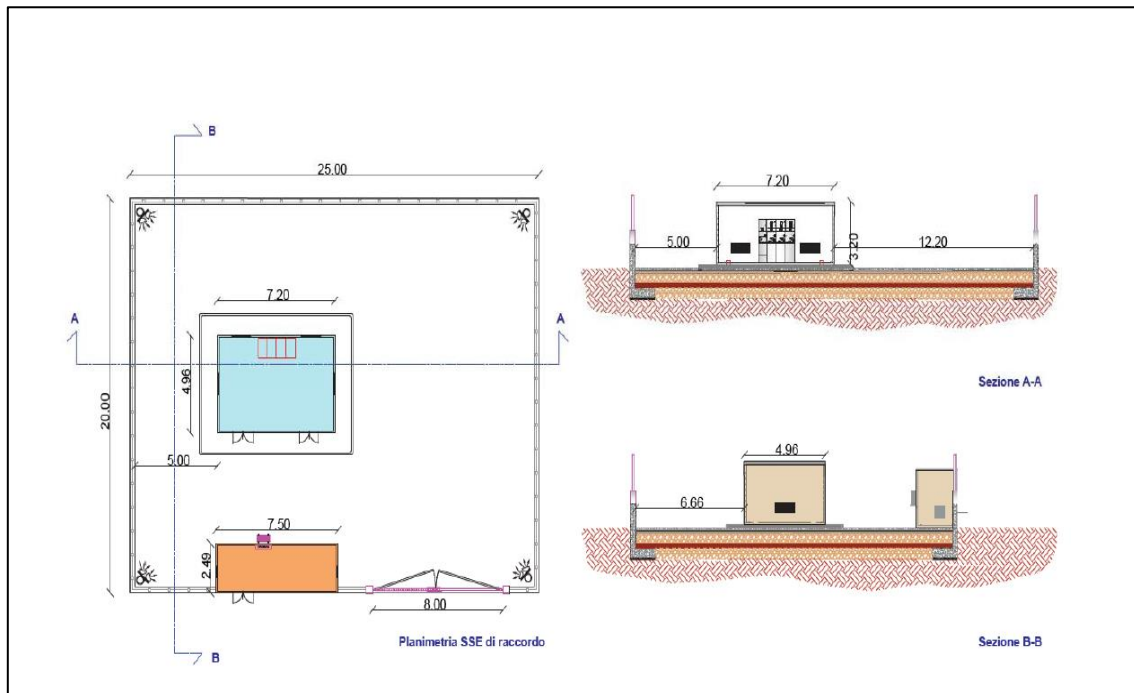 B
25.00
7.20
A
A
4.96
20.00
5.00
7.50
2.49
8.00
Planimetria SSE di raccordo
B
7.20
5.00
3.20
12.20
Sezione A-A
4.96
6.66
Sezione B-B